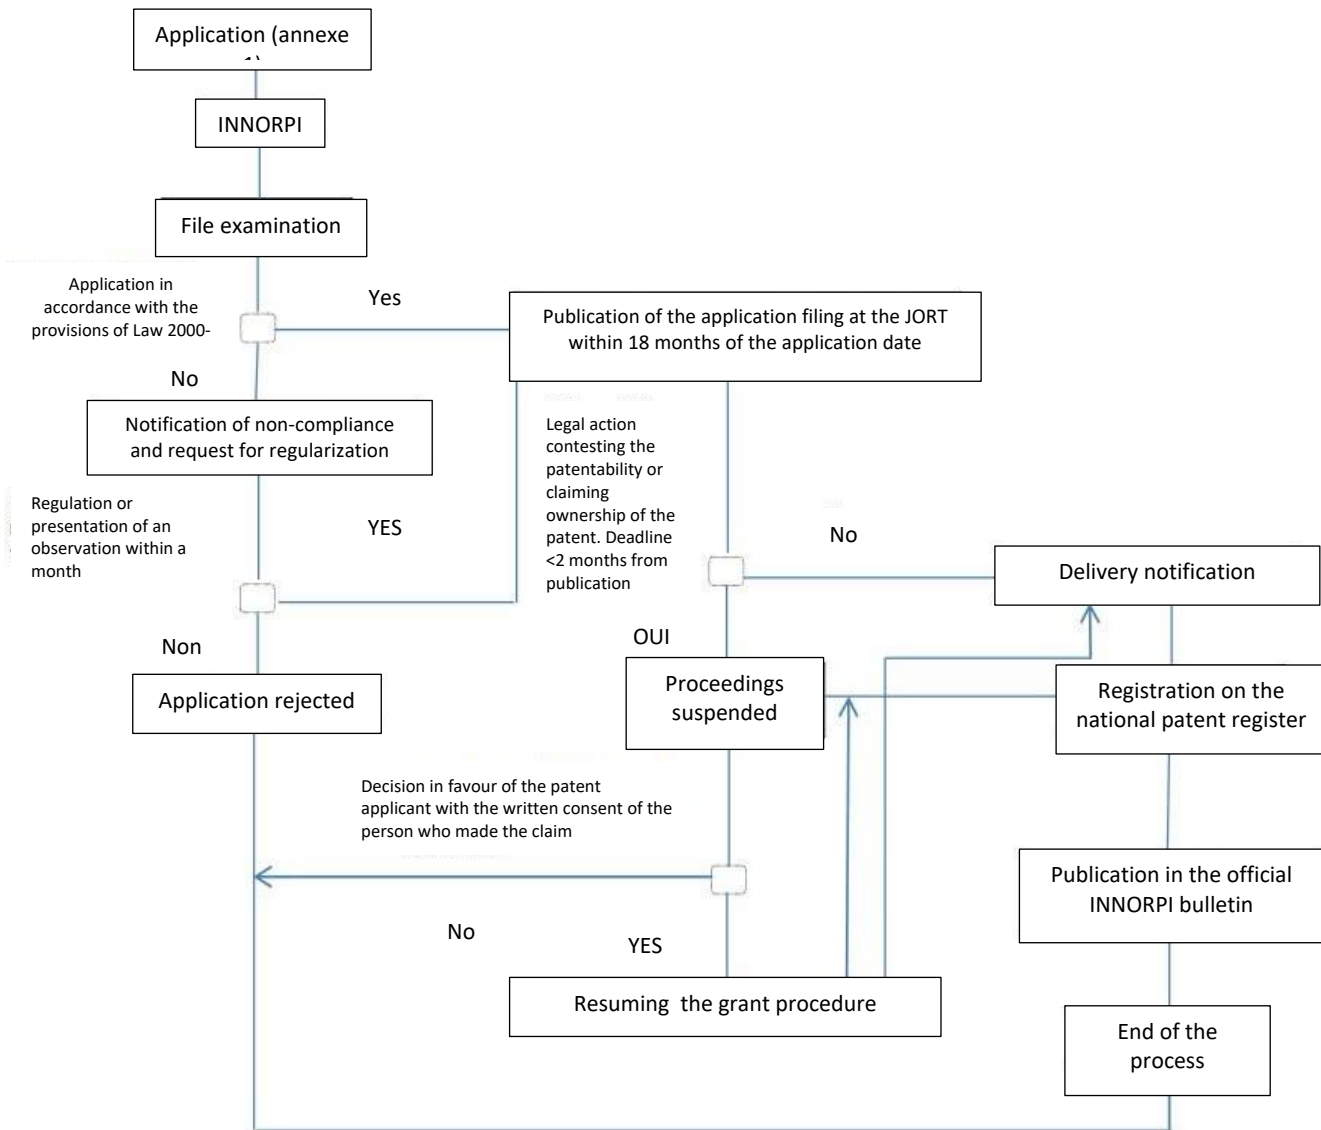 Application (annexe
INNORPI
File examination
Application in
accordance with the
provisions of Law 2000-
Yes
Publication of the application filing at the JORT
within 18 months of the application date
No
Notification of non-compliance
and request for regularization
Regulation or
presentation of an
observation within a
month
YES
Legal action
contesting the
patentability or
claiming
ownership of the
patent. Deadline
<2 months from
publication
No
Delivery notification
Non
OUI
Application rejected
Proceedings
suspended
Registration on the
national patent register
Decision in favour of the patent
applicant with the written consent of the
person who made the claim
Publication in the official
INNORPI bulletin
No
YES
Resuming the grant procedure
End of the
process